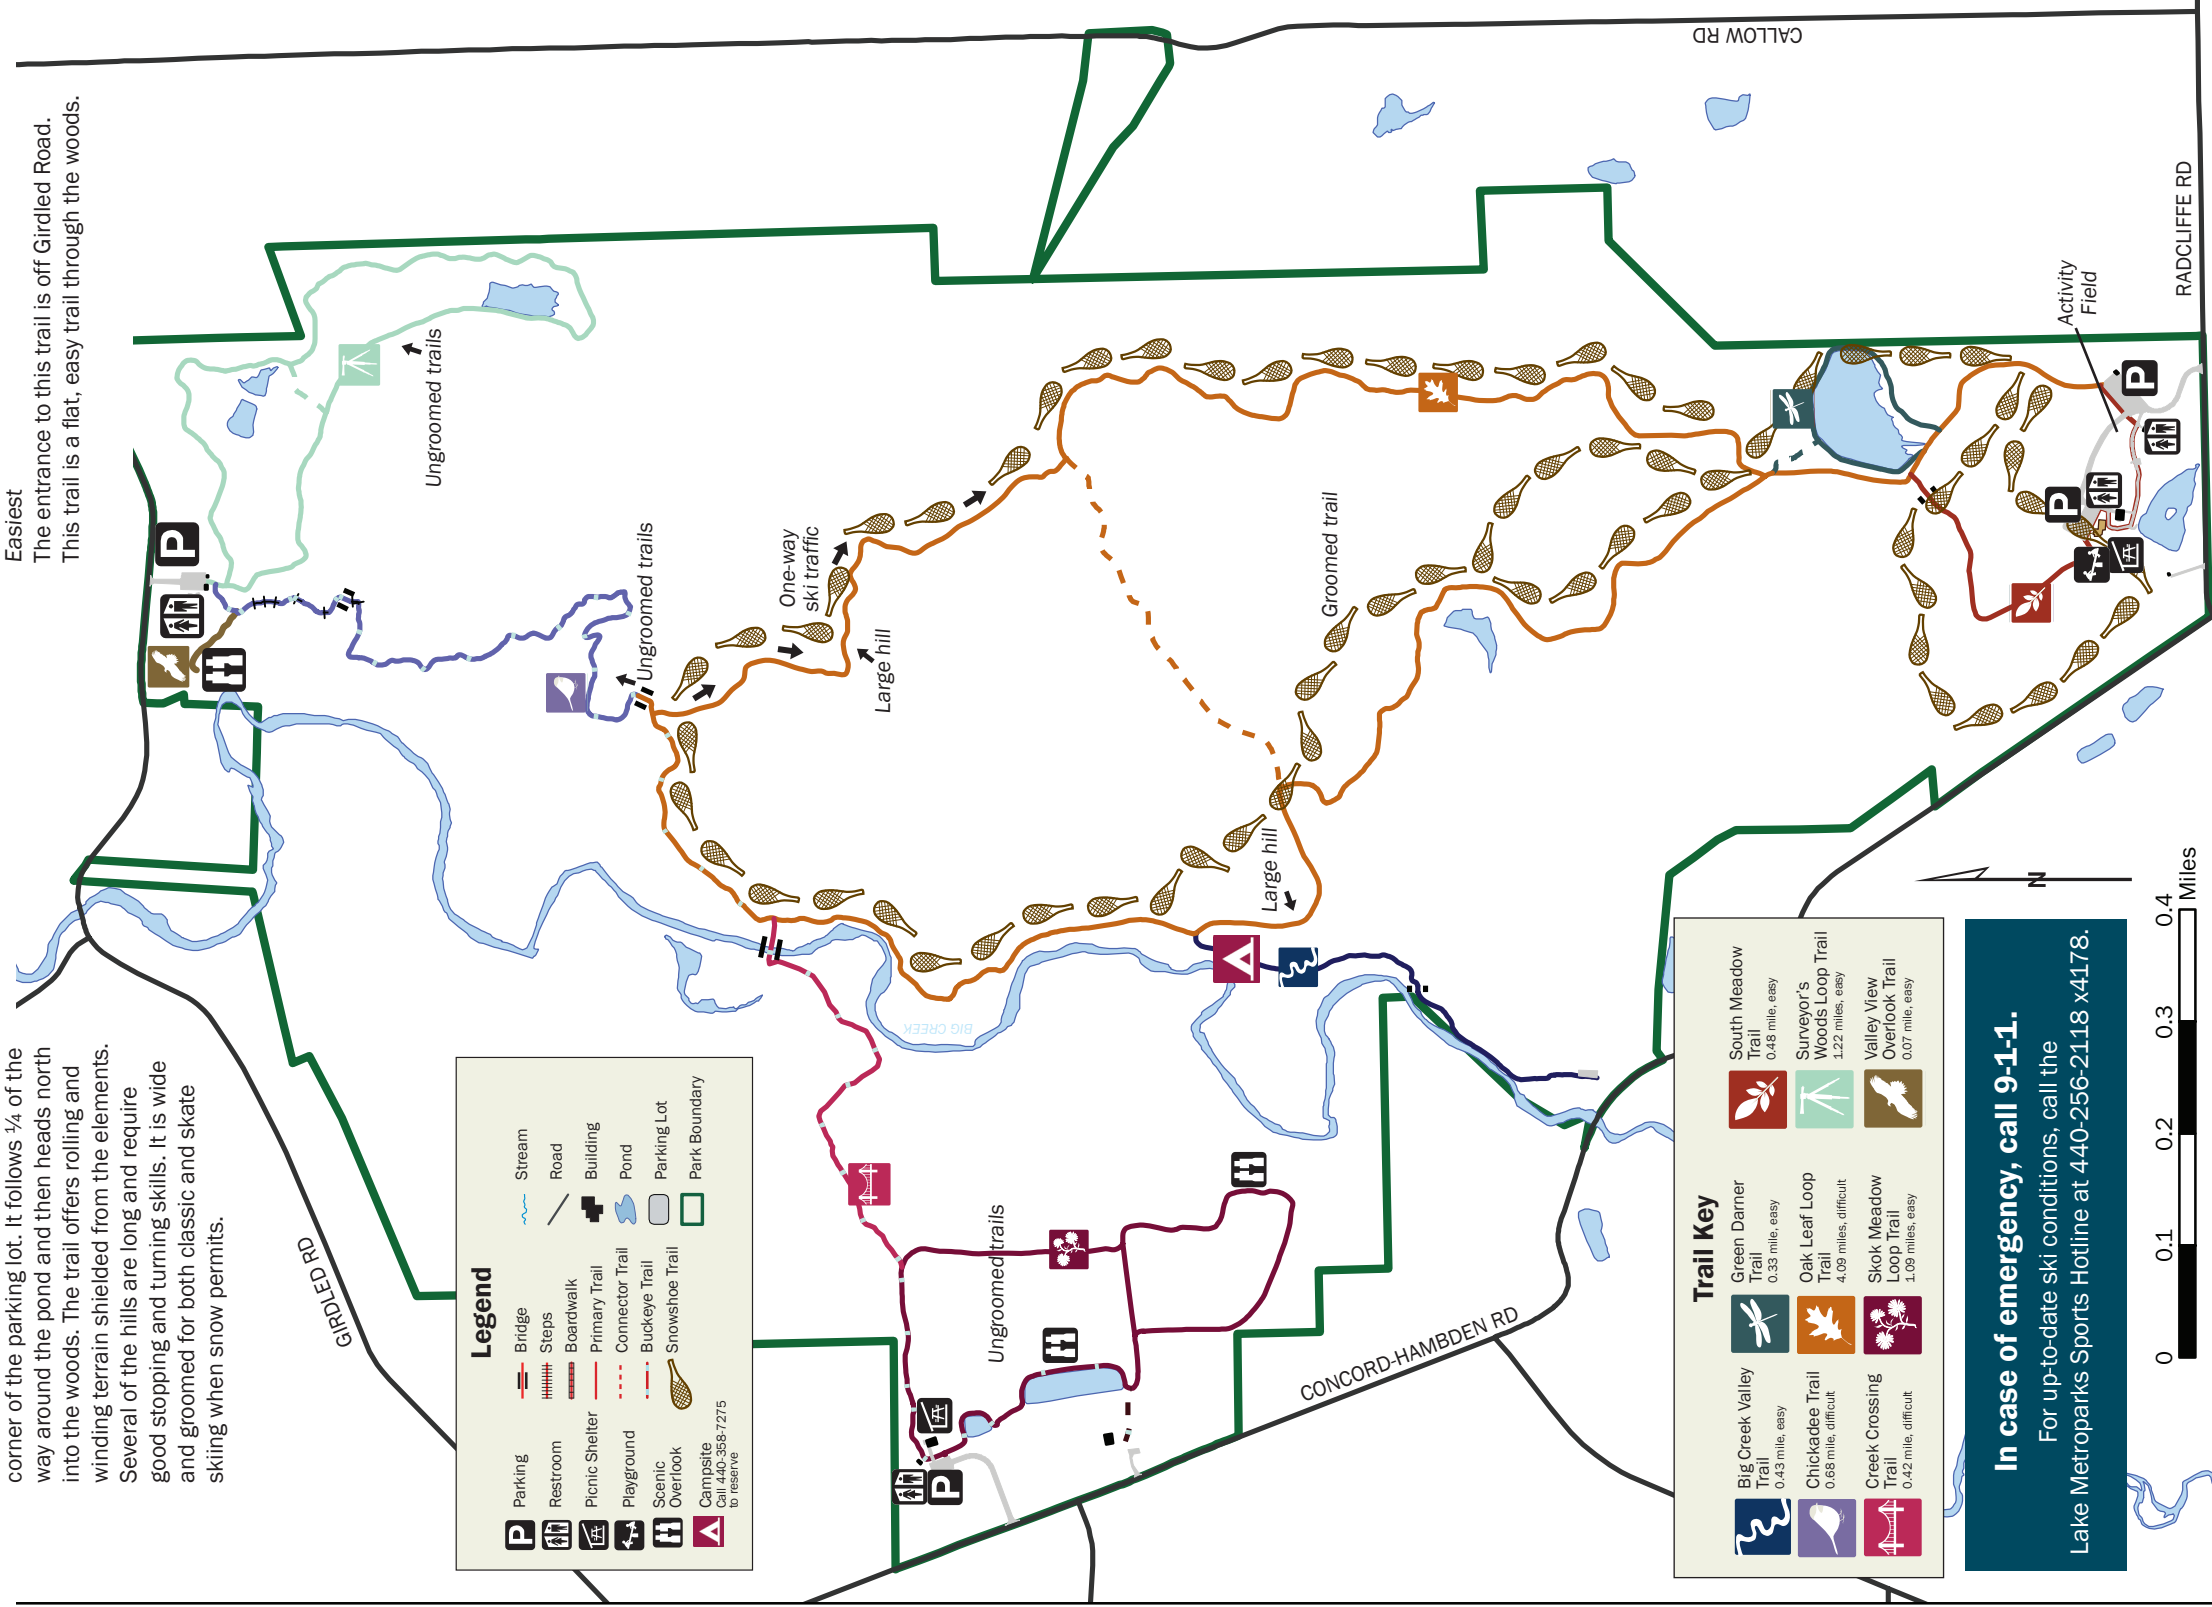 Easiest
The entrance to this trail is off Girdled Road.
This trail is a flat, easy trail through the woods.
corner of the parking lot. It follows ¼ of the
way around the pond and then heads north
into the woods. The trail offers rolling and
winding terrain shielded from the elements.
Several of the hills are long and require
good stopping and turning skills. It is wide
and groomed for both classic and skate
skiing when snow permits.
CALLOW RD
RADCLIFFE RD
GIRDLED RD
CONCORD-HAMBDEN RD
BIG CREEK
Ungroomed trails
Ungroomed trails
One-way
ski traffic
Large hill
Groomed trail
Large hill
Ungroomed trails
Activity
Field
P
P
P
P
Legend
P
Parking
Restroom
Picnic Shelter
Playground
Scenic
Overlook
Campsite
Call 440-358-7275
to reserve
Bridge
Steps
Boardwalk
Primary Trail
Connector Trail
Buckeye Trail
Snowshoe Trail
Stream
Road
Building
Pond
Parking Lot
Park Boundary
Trail Key
Big Creek Valley
Trail
0.43 mile, easy
Chickadee Trail
0.68 mile, difficult
Creek Crossing
Trail
0.42 mile, difficult
Green Darner
Trail
0.33 mile, easy
Oak Leaf Loop
Trail
4.09 miles, difficult
Skok Meadow
Loop Trail
1.09 miles, easy
South Meadow
Trail
0.48 mile, easy
Surveyor's
Woods Loop Trail
1.22 miles, easy
Valley View
Overlook Trail
0.07 mile, easy
N
In case of emergency, call 9-1-1.
For up-to-date ski conditions, call the
Lake Metroparks Sports Hotline at 440-256-2118 x4178.
0 0.1 0.2 0.3 0.4
Miles